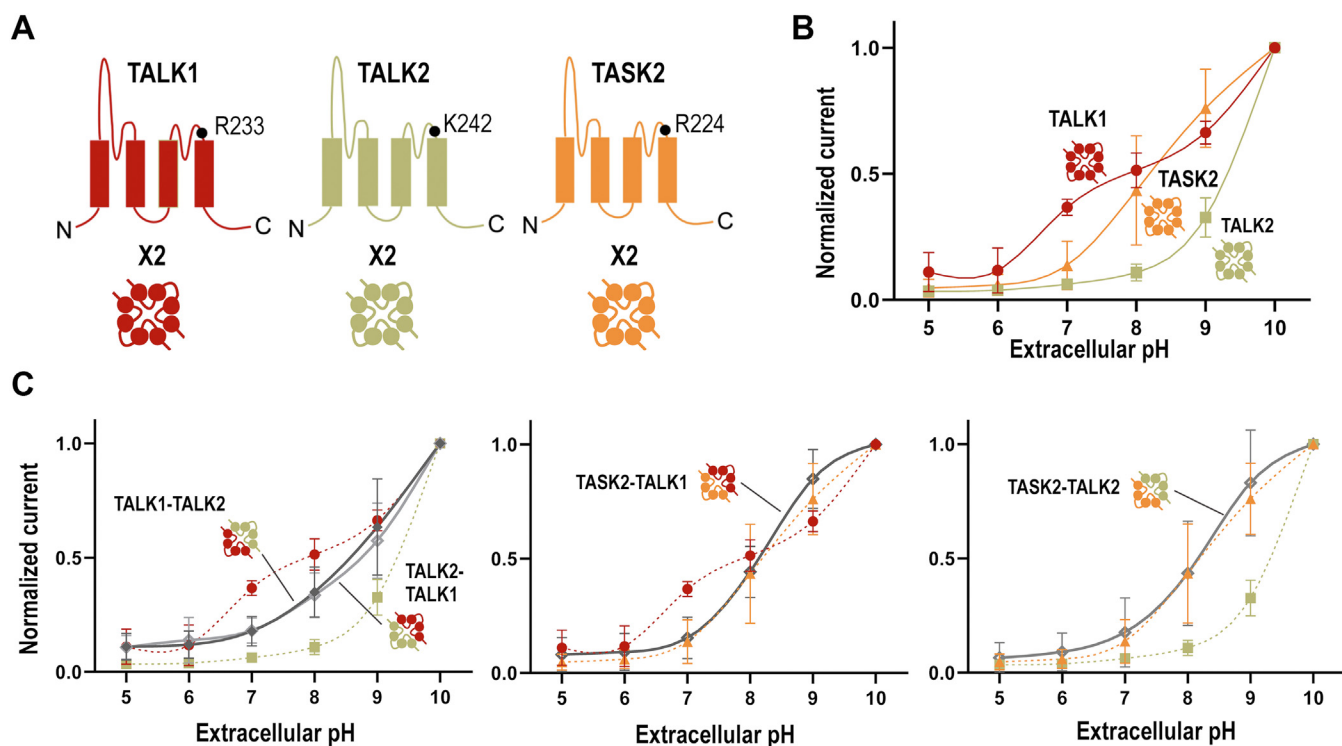 A
TALK1
R233
N
C
X2
TALK2
K242
N
C
X2
TASK2
R224
N
C
X2
B
Normalized current
1.0
0.5
0.0
TALK1
TASK2
TALK2
5 6 7 8 9 10
Extracellular pH
C
Normalized current
1.0
0.5
0.0
TALK1-TALK2
TALK2-
TALK1
5 6 7 8 9 10
Extracellular pH
1.0
0.5
0.0
TASK2-TALK1
5 6 7 8 9 10
Extracellular pH
1.0
0.5
0.0
TASK2-TALK2
5 6 7 8 9 10
Extracellular pH